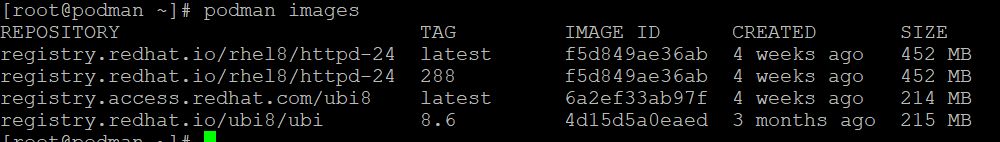 [root@podman ~]# podman images
REPOSITORY TAG IMAGE ID CREATED SIZE
registry.redhat.io/rhel8/httpd-24 latest f5d849ae36ab 4 weeks ago 452 MB
registry.redhat.io/rhel8/httpd-24 288 f5d849ae36ab 4 weeks ago 452 MB
registry.access.redhat.com/ubi8 latest 6a2ef33ab97f 4 weeks ago 214 MB
registry.redhat.io/ubi8/ubi 8.6 4d15d5a0eaed 3 months ago 215 MB
[root@podman ~]#